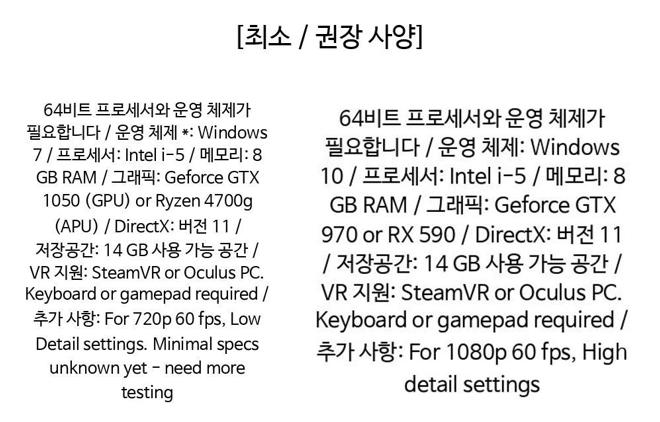 [최소 / 권장 사양]
64비트 프로세서와 운영 체제가
필요합니다 / 운영 체제 *: Windows
7 / 프로세서: Intel i-5 / 메모리: 8
GB RAM / 그래픽: Geforce GTX
1050 (GPU) or Ryzen 4700g
(APU) / DirectX: 버전 11 /
저장공간: 14 GB 사용 가능 공간 /
VR 지원: SteamVR or Oculus PC.
Keyboard or gamepad required /
추가 사항: For 720p 60 fps, Low
Detail settings. Minimal specs
unknown yet - need more
testing
64비트 프로세서와 운영 체제가
필요합니다 / 운영 체제: Windows
10 / 프로세서: Intel i-5 / 메모리: 8
GB RAM / 그래픽: Geforce GTX
970 or RX 590 / DirectX: 버전 11
/ 저장공간: 14 GB 사용 가능 공간 /
VR 지원: SteamVR or Oculus PC.
Keyboard or gamepad required /
추가 사항: For 1080p 60 fps, High
detail settings